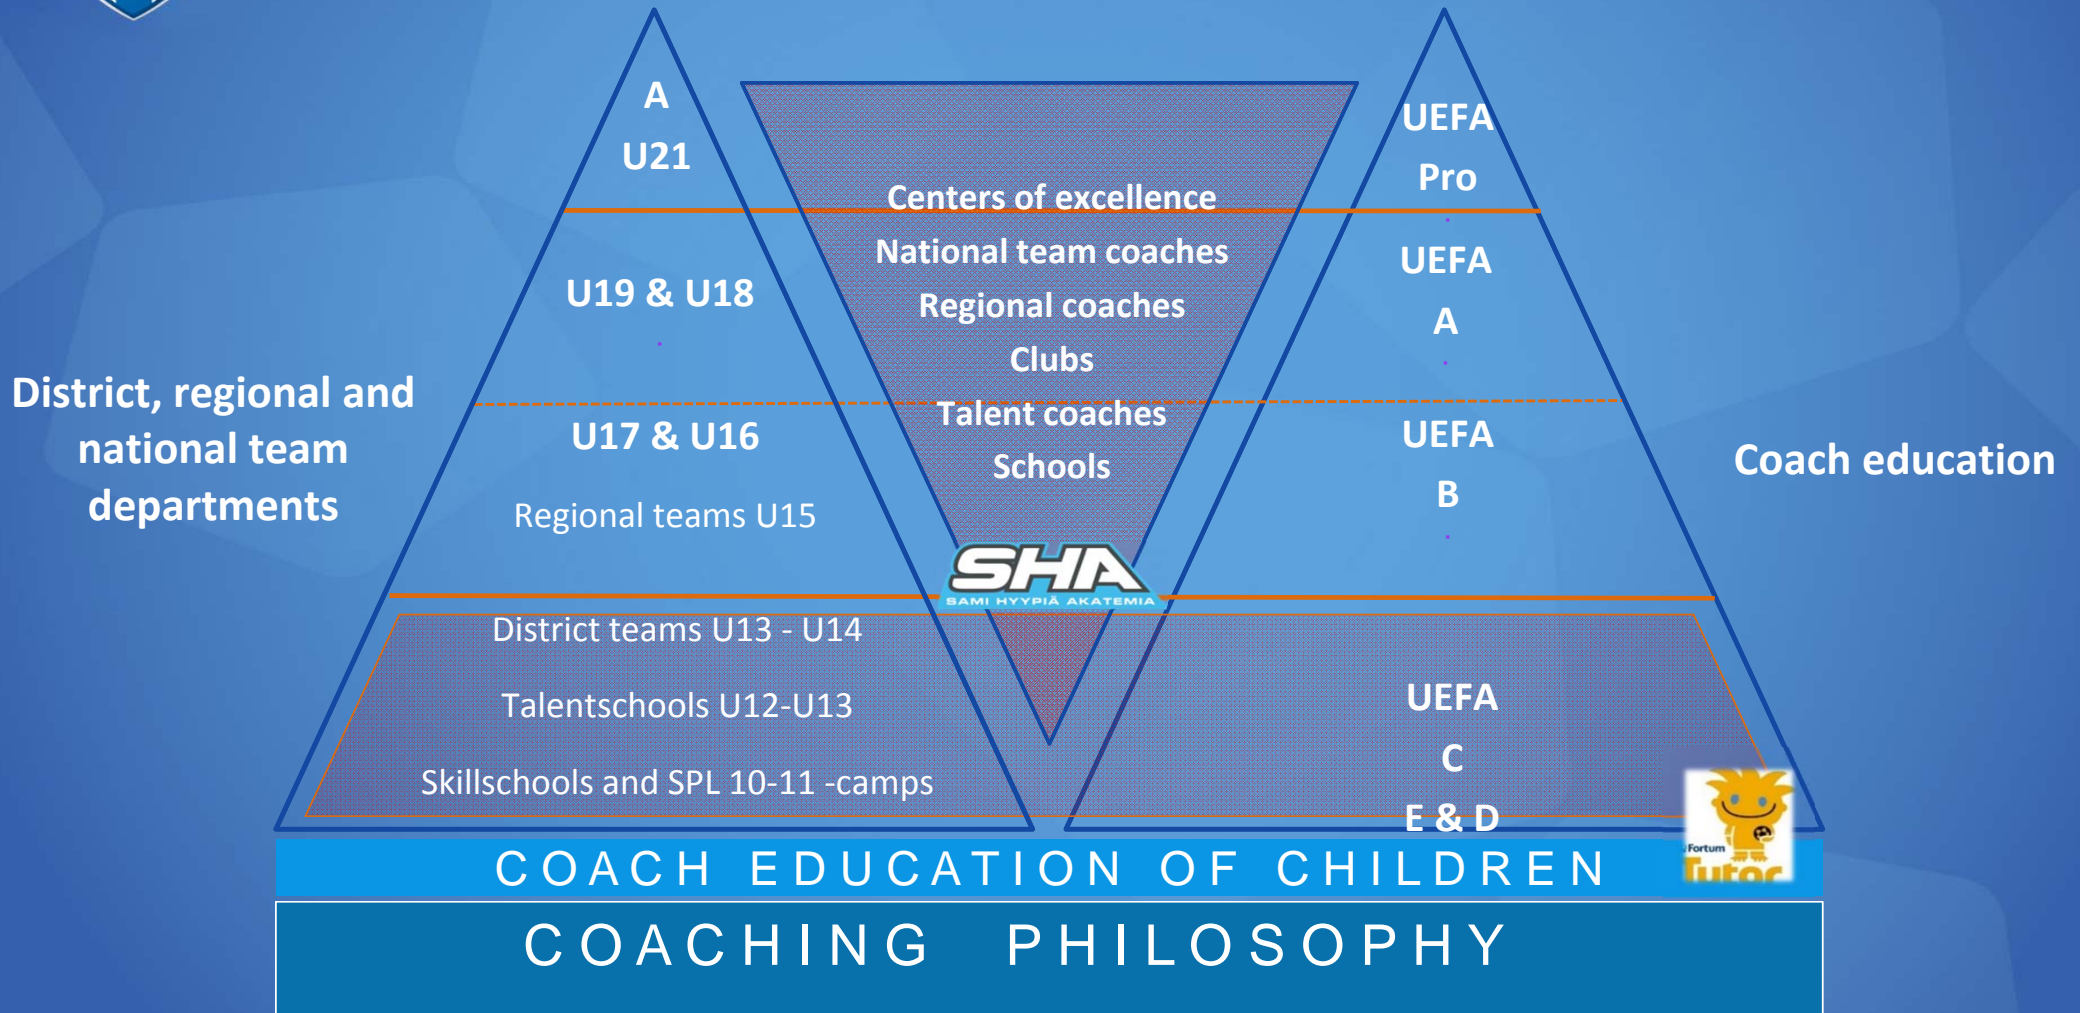 District, regional and
national team
departments
A
U21
U19 & U18
U17 & U16
Regional teams U15
District teams U13 - U14
Talentschools U12-U13
Skillschools and SPL 10-11 -camps
Centers of excellence
National team coaches
Regional coaches
Clubs
Talent coaches
Schools
SHA
SAMI HYYPIÄ AKATEMIA
UEFA
Pro
UEFA
A
UEFA
B
UEFA
C
E & D
Coach education
Fortum
Tutor
COACH EDUCATION OF CHILDREN
COACHING PHILOSOPHY